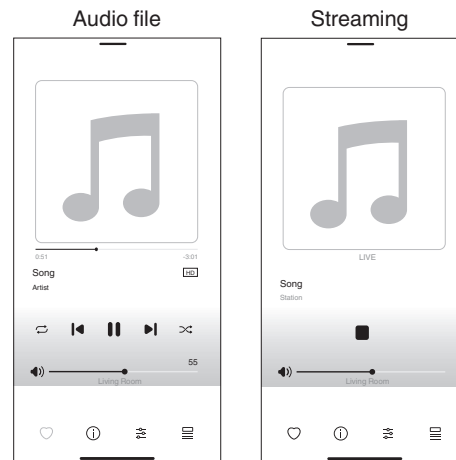 Audio file
0:51 -3:01
Song HD
Artist
55
Living Room
Streaming
LIVE
Song
Station
Living Room